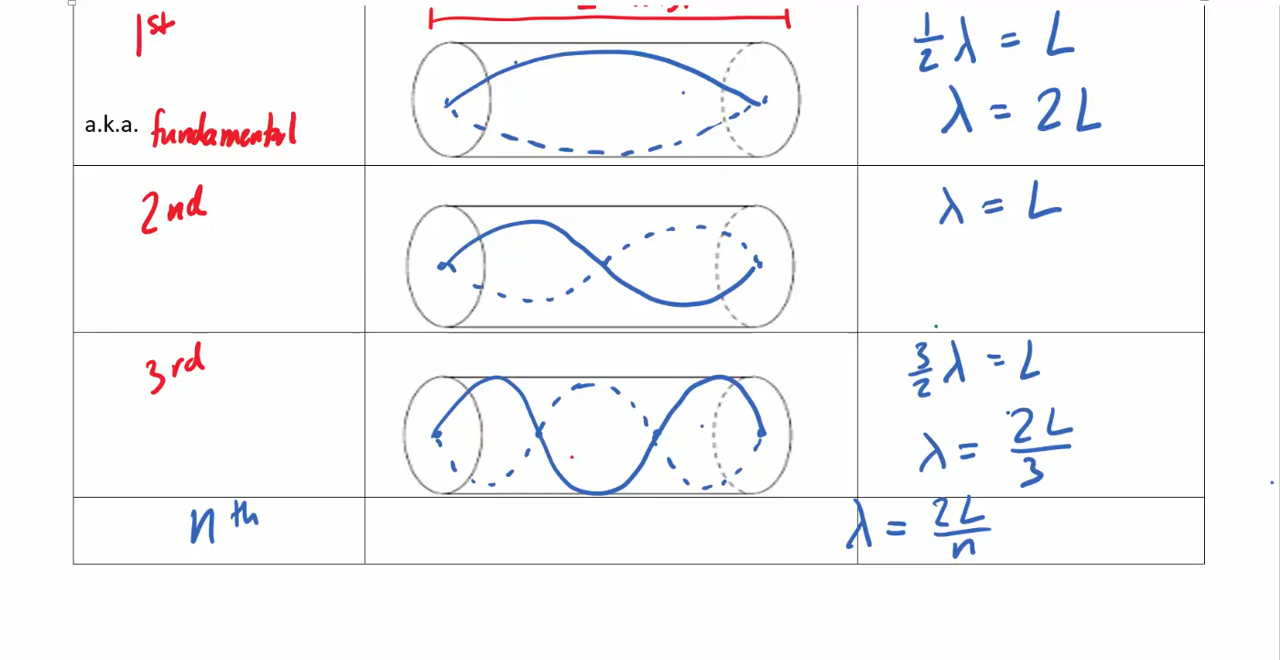 1st
½λ = L
a.k.a. fundamental
λ = 2L
2nd
λ = L
3rd
3/2 λ = L
λ = 2L/3
nth
λ = 2L/n